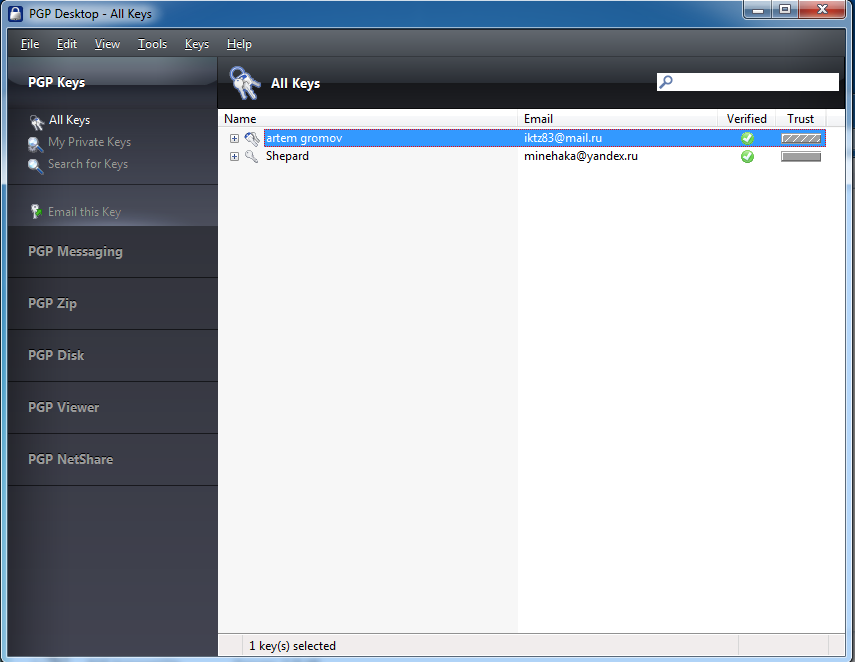 PGP Desktop - All Keys
File Edit View Tools Keys Help
PGP Keys
All Keys
My Private Keys
Search for Keys
Email this Key
PGP Messaging
PGP Zip
PGP Disk
PGP Viewer
PGP NetShare
All Keys
Name Email Verified Trust
artem gromov iktz83@mail.ru
Shepard minehaka@yandex.ru
1 key(s) selected